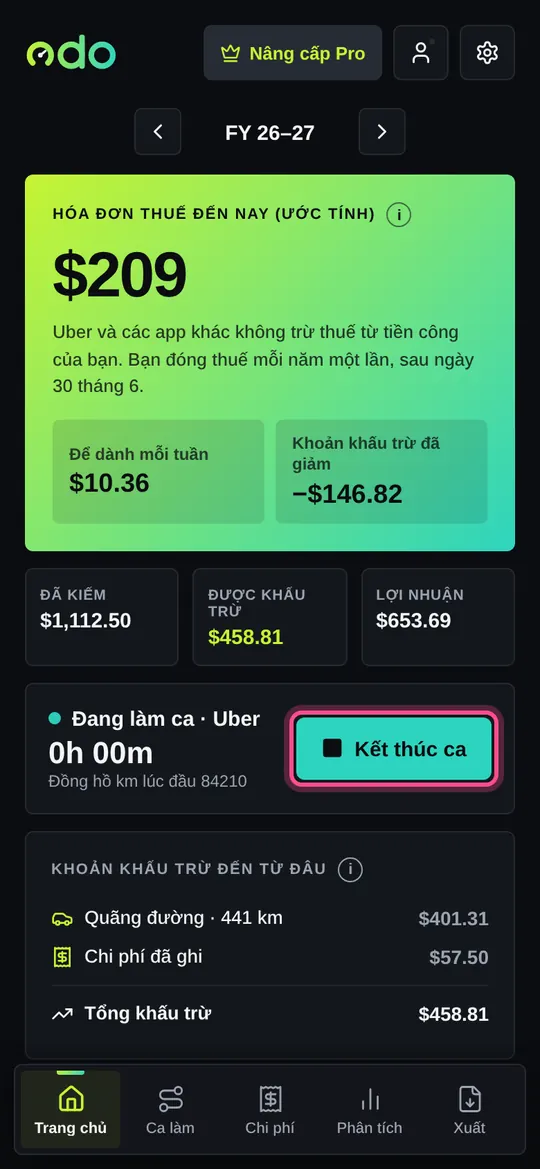 odo
Nâng cấp Pro
FY 26–27
HÓA ĐƠN THUẾ ĐẾN NAY (ƯỚC TÍNH)
$209
Uber và các app khác không trừ thuế từ tiền công
của bạn. Bạn đóng thuế mỗi năm một lần, sau ngày
30 tháng 6.
Để dành mỗi tuần
$10.36
Khoản khấu trừ đã
giảm
−$146.82
ĐÃ KIẾM
$1,112.50
ĐƯỢC KHẤU
TRỪ
$458.81
LỢI NHUẬN
$653.69
Đang làm ca · Uber
0h 00m
Đồng hồ km lúc đầu 84210
Kết thúc ca
KHOẢN KHẤU TRỪ ĐẾN TỪ ĐÂU
Quãng đường · 441 km
$401.31
Chi phí đã ghi
$57.50
Tổng khấu trừ
$458.81
Trang chủ
Ca làm
Chi phí
Phân tích
Xuất